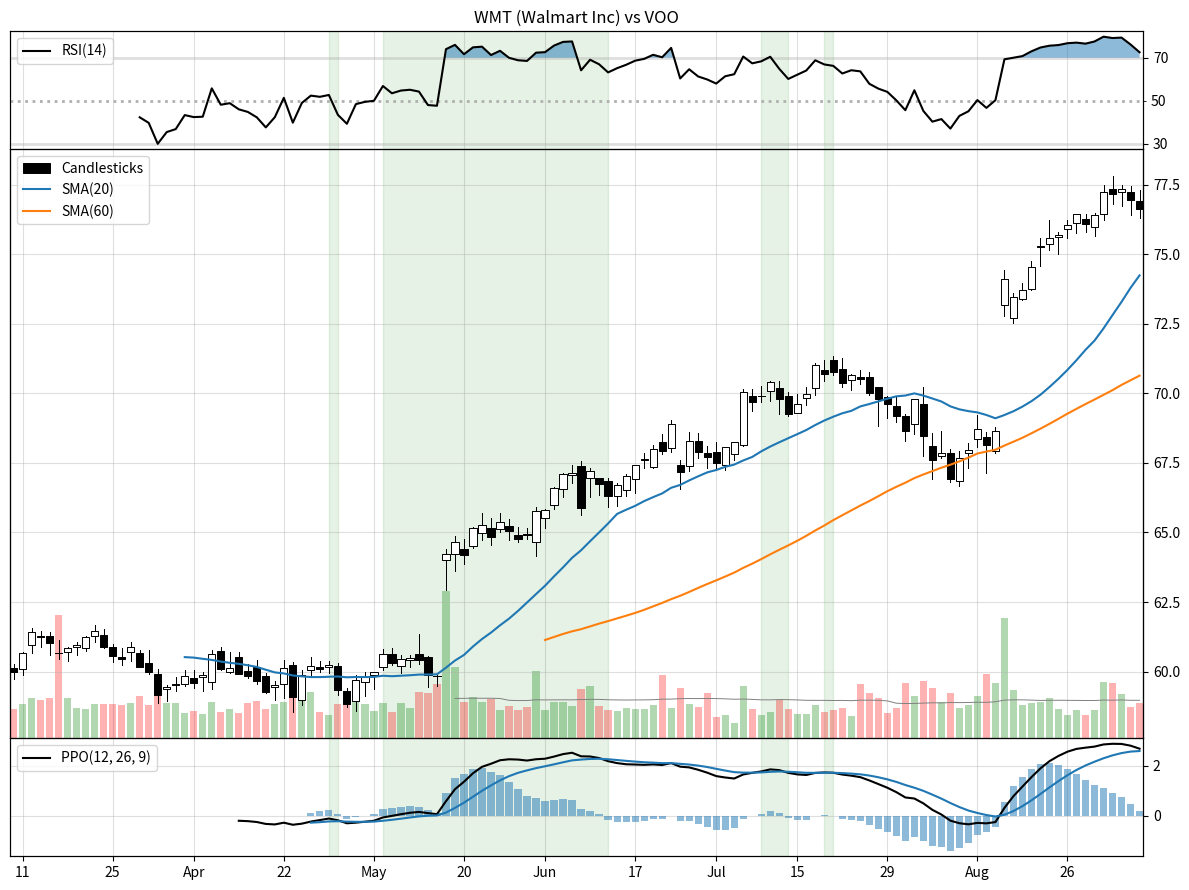 WMT (Walmart Inc) vs VOO
RSI(14)
70
50
30
Candlesticks
SMA(20)
SMA(60)
77.5
75.0
72.5
70.0
67.5
65.0
62.5
60.0
PPO(12, 26, 9)
2
0
11 25 Apr 22 May 20 Jun 17 Jul 15 29 Aug 26